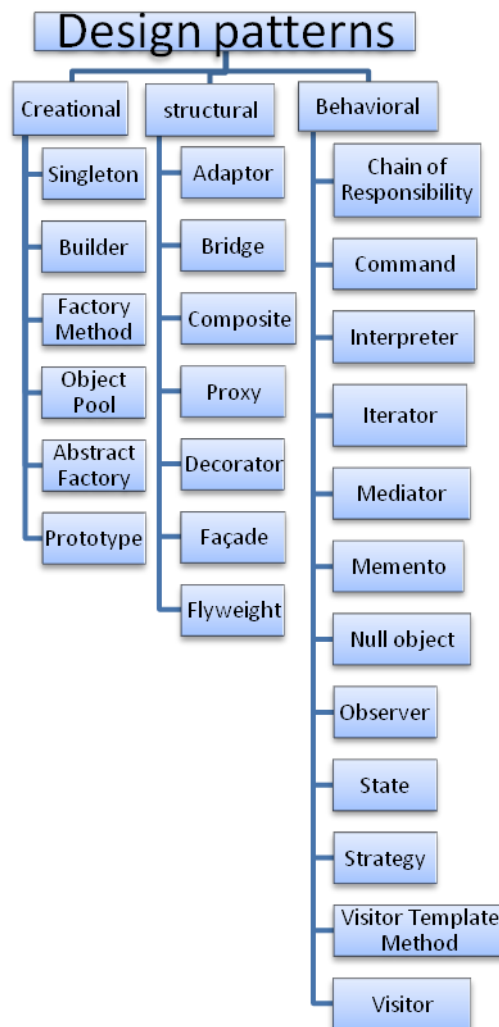 Design patterns
Creational
structural
Behavioral
Singleton
Builder
Factory
Method
Object
Pool
Abstract
Factory
Prototype
Adaptor
Bridge
Composite
Proxy
Decorator
Façade
Flyweight
Chain of
Responsibility
Command
Interpreter
Iterator
Mediator
Memento
Null object
Observer
State
Strategy
Visitor Template
Method
Visitor